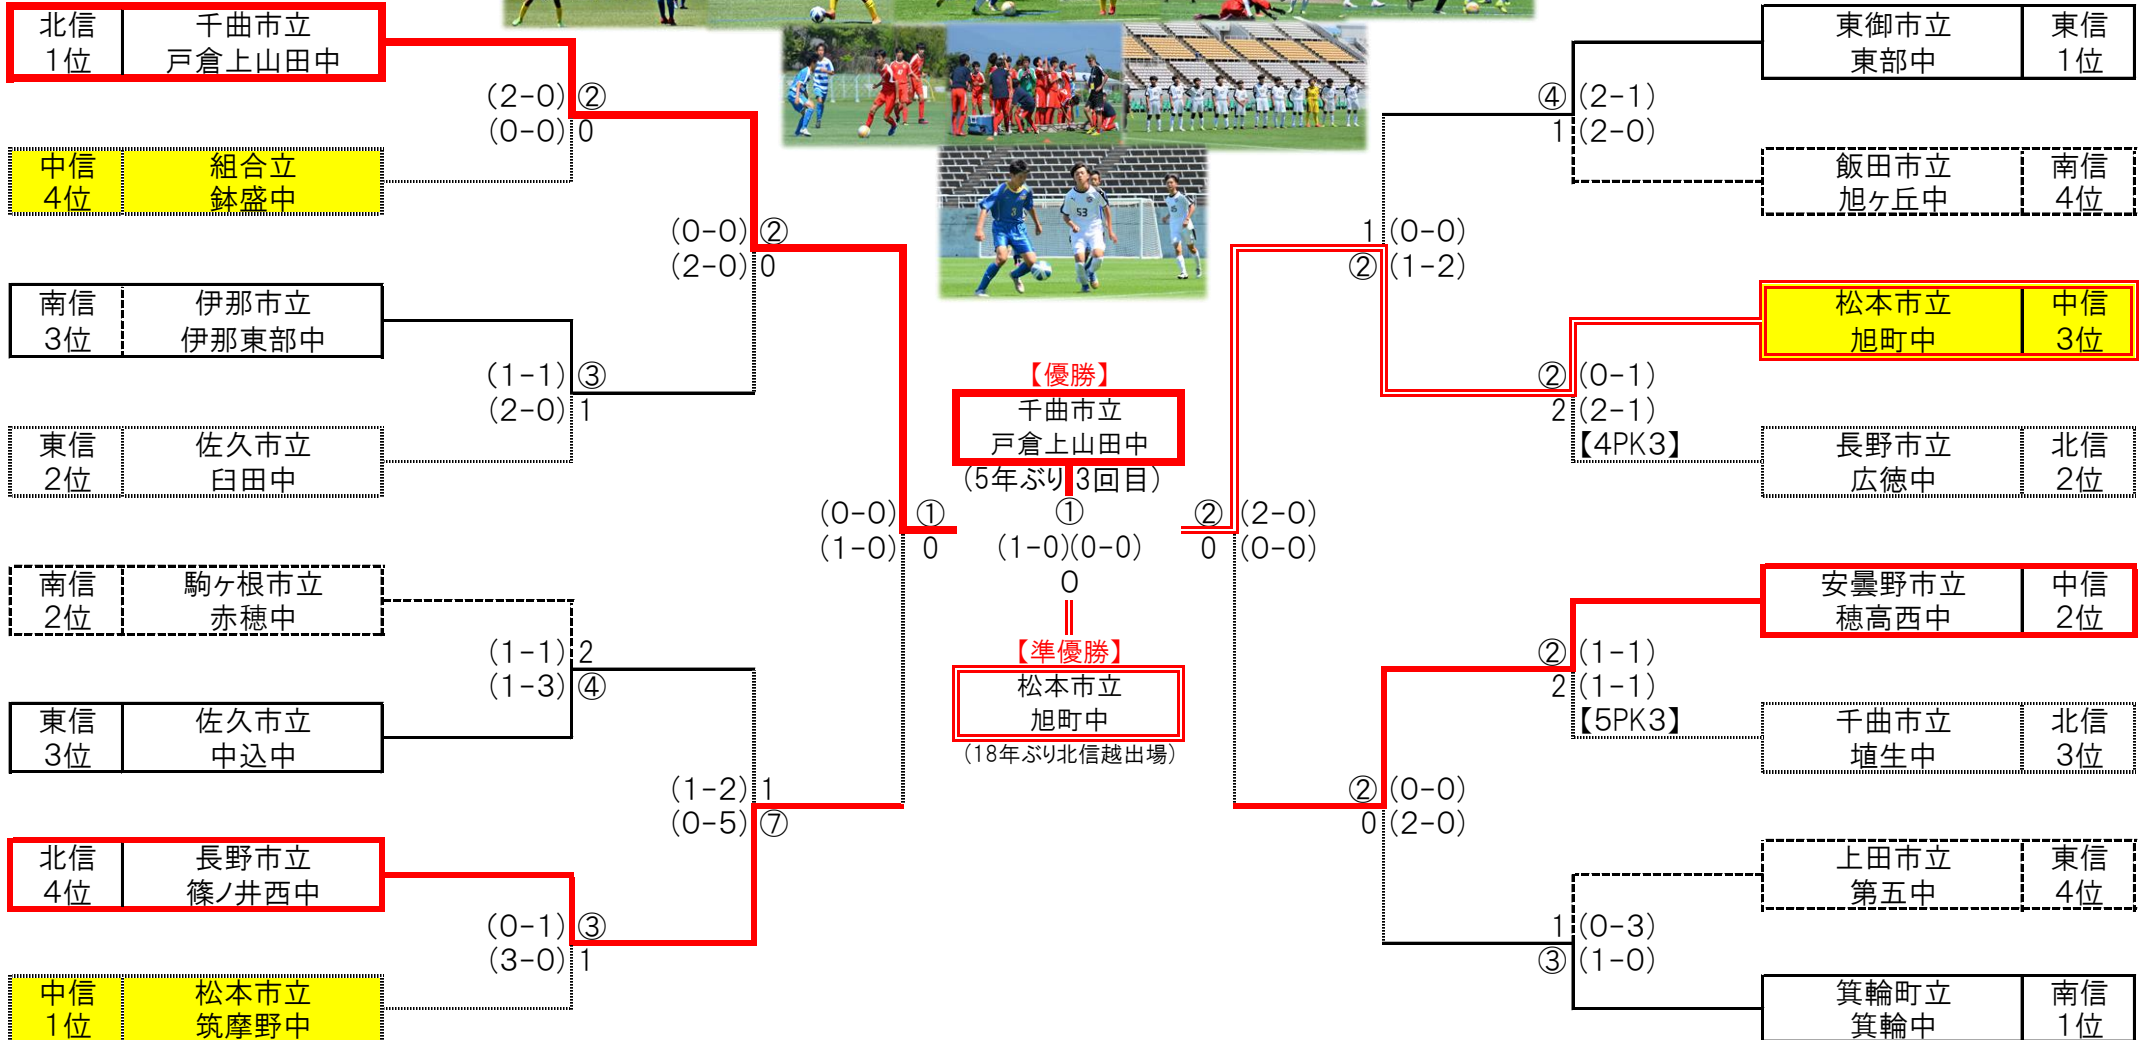 北信
1位
千曲市立
戸倉上山田中
(2-0) ②
(0-0) 0
中信
4位
組合立
鉢盛中
(0-0) ②
(2-0) 0
南信
3位
伊那市立
伊那東部中
(1-1) ③
(2-0) 1
東信
2位
佐久市立
臼田中
(0-0) ①
(1-0) 0
南信
2位
駒ヶ根市立
赤穂中
(1-1) 2
(1-3) ④
東信
3位
佐久市立
中込中
(1-2) 1
(0-5) ⑦
北信
4位
長野市立
篠ノ井西中
(0-1) ③
(3-0) 1
中信
1位
松本市立
筑摩野中
【優勝】
千曲市立
戸倉上山田中
(5年ぶり3回目)
①
(1-0)(0-0)
0
【準優勝】
松本市立
旭町中
(18年ぶり北信越出場)
東御市立
東部中
東信
1位
④ (2-1)
1 (2-0)
飯田市立
旭ヶ丘中
南信
4位
1 (0-0)
② (1-2)
松本市立
旭町中
中信
3位
② (0-1)
2 (2-1)
【4PK3】
長野市立
広徳中
北信
2位
② (2-0)
0 (0-0)
安曇野市立
穂高西中
中信
2位
② (1-1)
2 (1-1)
【5PK3】
千曲市立
埴生中
北信
3位
② (0-0)
0 (2-0)
上田市立
第五中
東信
4位
1 (0-3)
③ (1-0)
箕輪町立
箕輪中
南信
1位
53